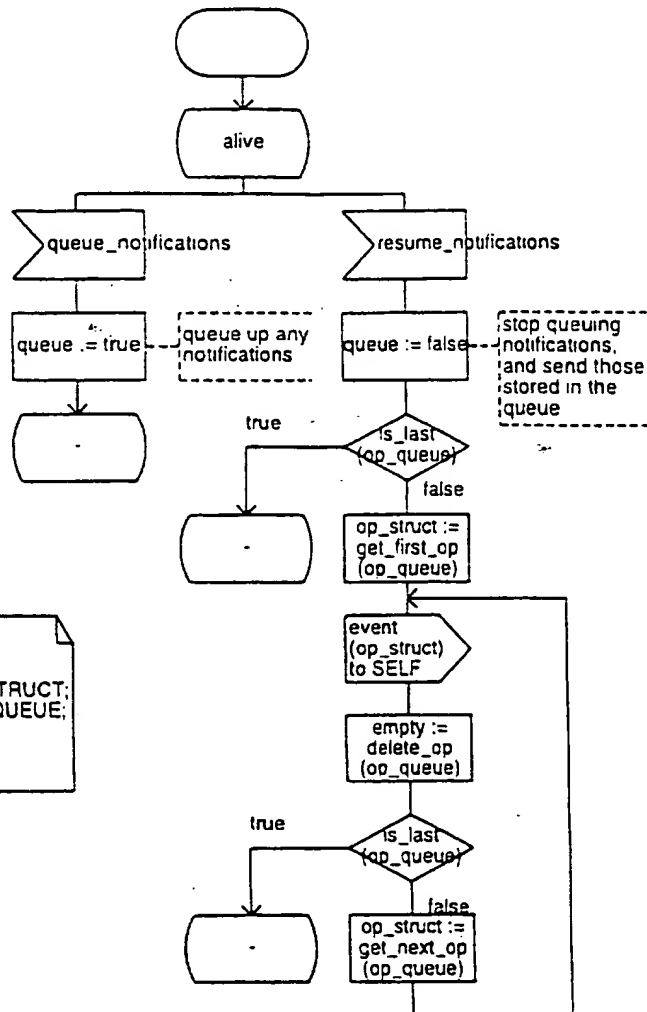 alive
queue_notifications
resume_notifications
queue := true
queue up any
notifications
queue := false
stop queuing
notifications,
and send those
stored in the
queue
true
is_last
(op_queue)
false
-
-
op_struct :=
get_first_op
(op_queue)
event
(op_struct)
to SELF
TRUCT;
QUEUE;
empty :=
delete_op
(op_queue)
true
is_last
(op_queue)
false
-
op_struct :=
get_next_op
(op_queue)